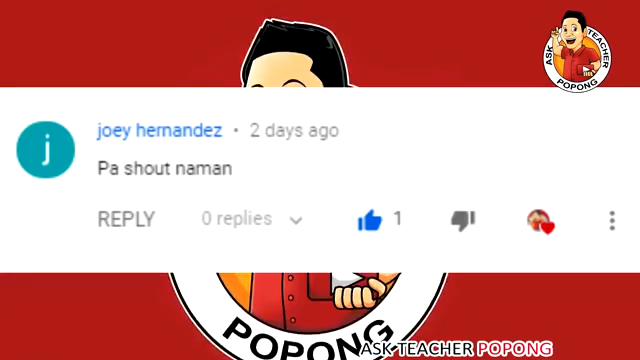 ASK TEACHER
POPONG
joey hernandez • 2 days ago
j
Pa shout naman
REPLY 0 replies 1
POPONG
ASK TEACHER POPONG